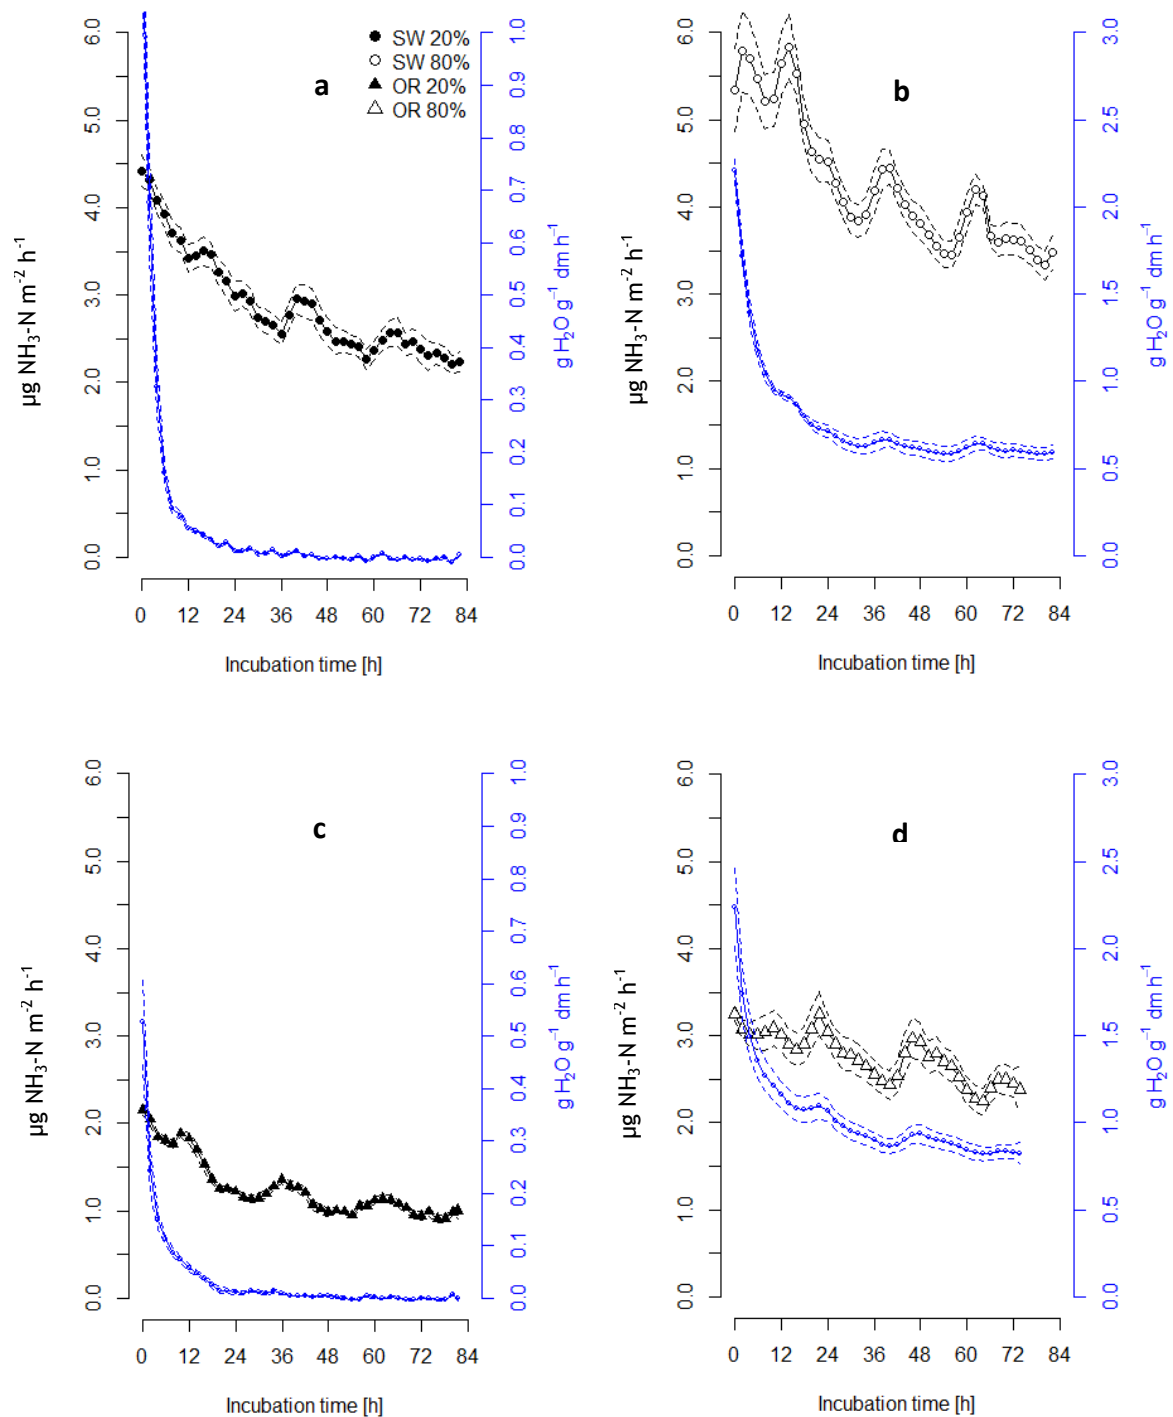 SW 20%
SW 80%
OR 20%
OR 80%
a
6.0
5.0
4.0
3.0
2.0
1.0
0.0
µg NH₃-N m⁻² h⁻¹
1.0
0.9
0.8
0.7
0.6
0.5
0.4
0.3
0.2
0.1
0.0
g H₂O g⁻¹ dm h⁻¹
0 12 24 36 48 60 72 84
Incubation time [h]
b
6.0
5.0
4.0
3.0
2.0
1.0
0.0
µg NH₃-N m⁻² h⁻¹
3.0
2.5
2.0
1.5
1.0
0.5
0.0
g H₂O g⁻¹ dm h⁻¹
0 12 24 36 48 60 72 84
Incubation time [h]
c
6.0
5.0
4.0
3.0
2.0
1.0
0.0
µg NH₃-N m⁻² h⁻¹
1.0
0.9
0.8
0.7
0.6
0.5
0.4
0.3
0.2
0.1
0.0
g H₂O g⁻¹ dm h⁻¹
0 12 24 36 48 60 72 84
Incubation time [h]
d
6.0
5.0
4.0
3.0
2.0
1.0
0.0
µg NH₃-N m⁻² h⁻¹
3.0
2.5
2.0
1.5
1.0
0.5
0.0
g H₂O g⁻¹ dm h⁻¹
0 12 24 36 48 60 72 84
Incubation time [h]